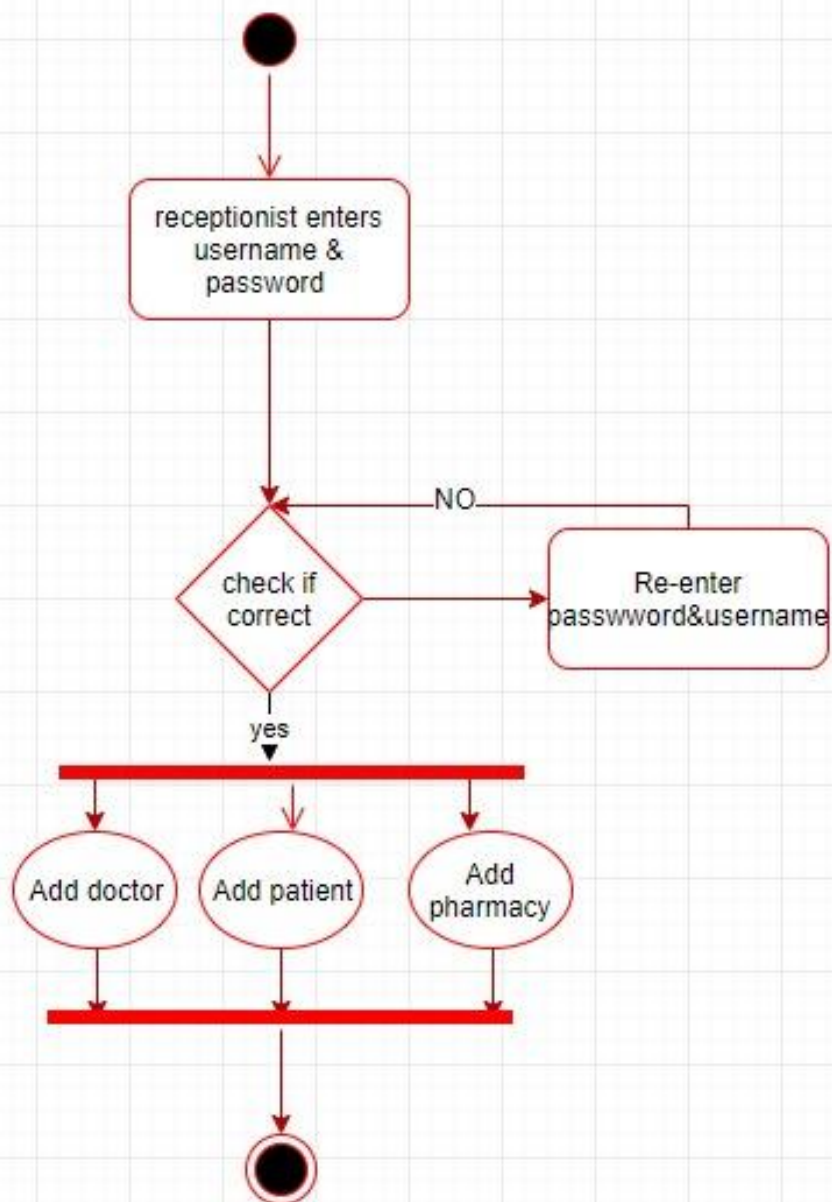 receptionist enters
username &
password
NO
check if
correct
Re-enter
passwword&username
yes
Add doctor
Add patient
Add
pharmacy